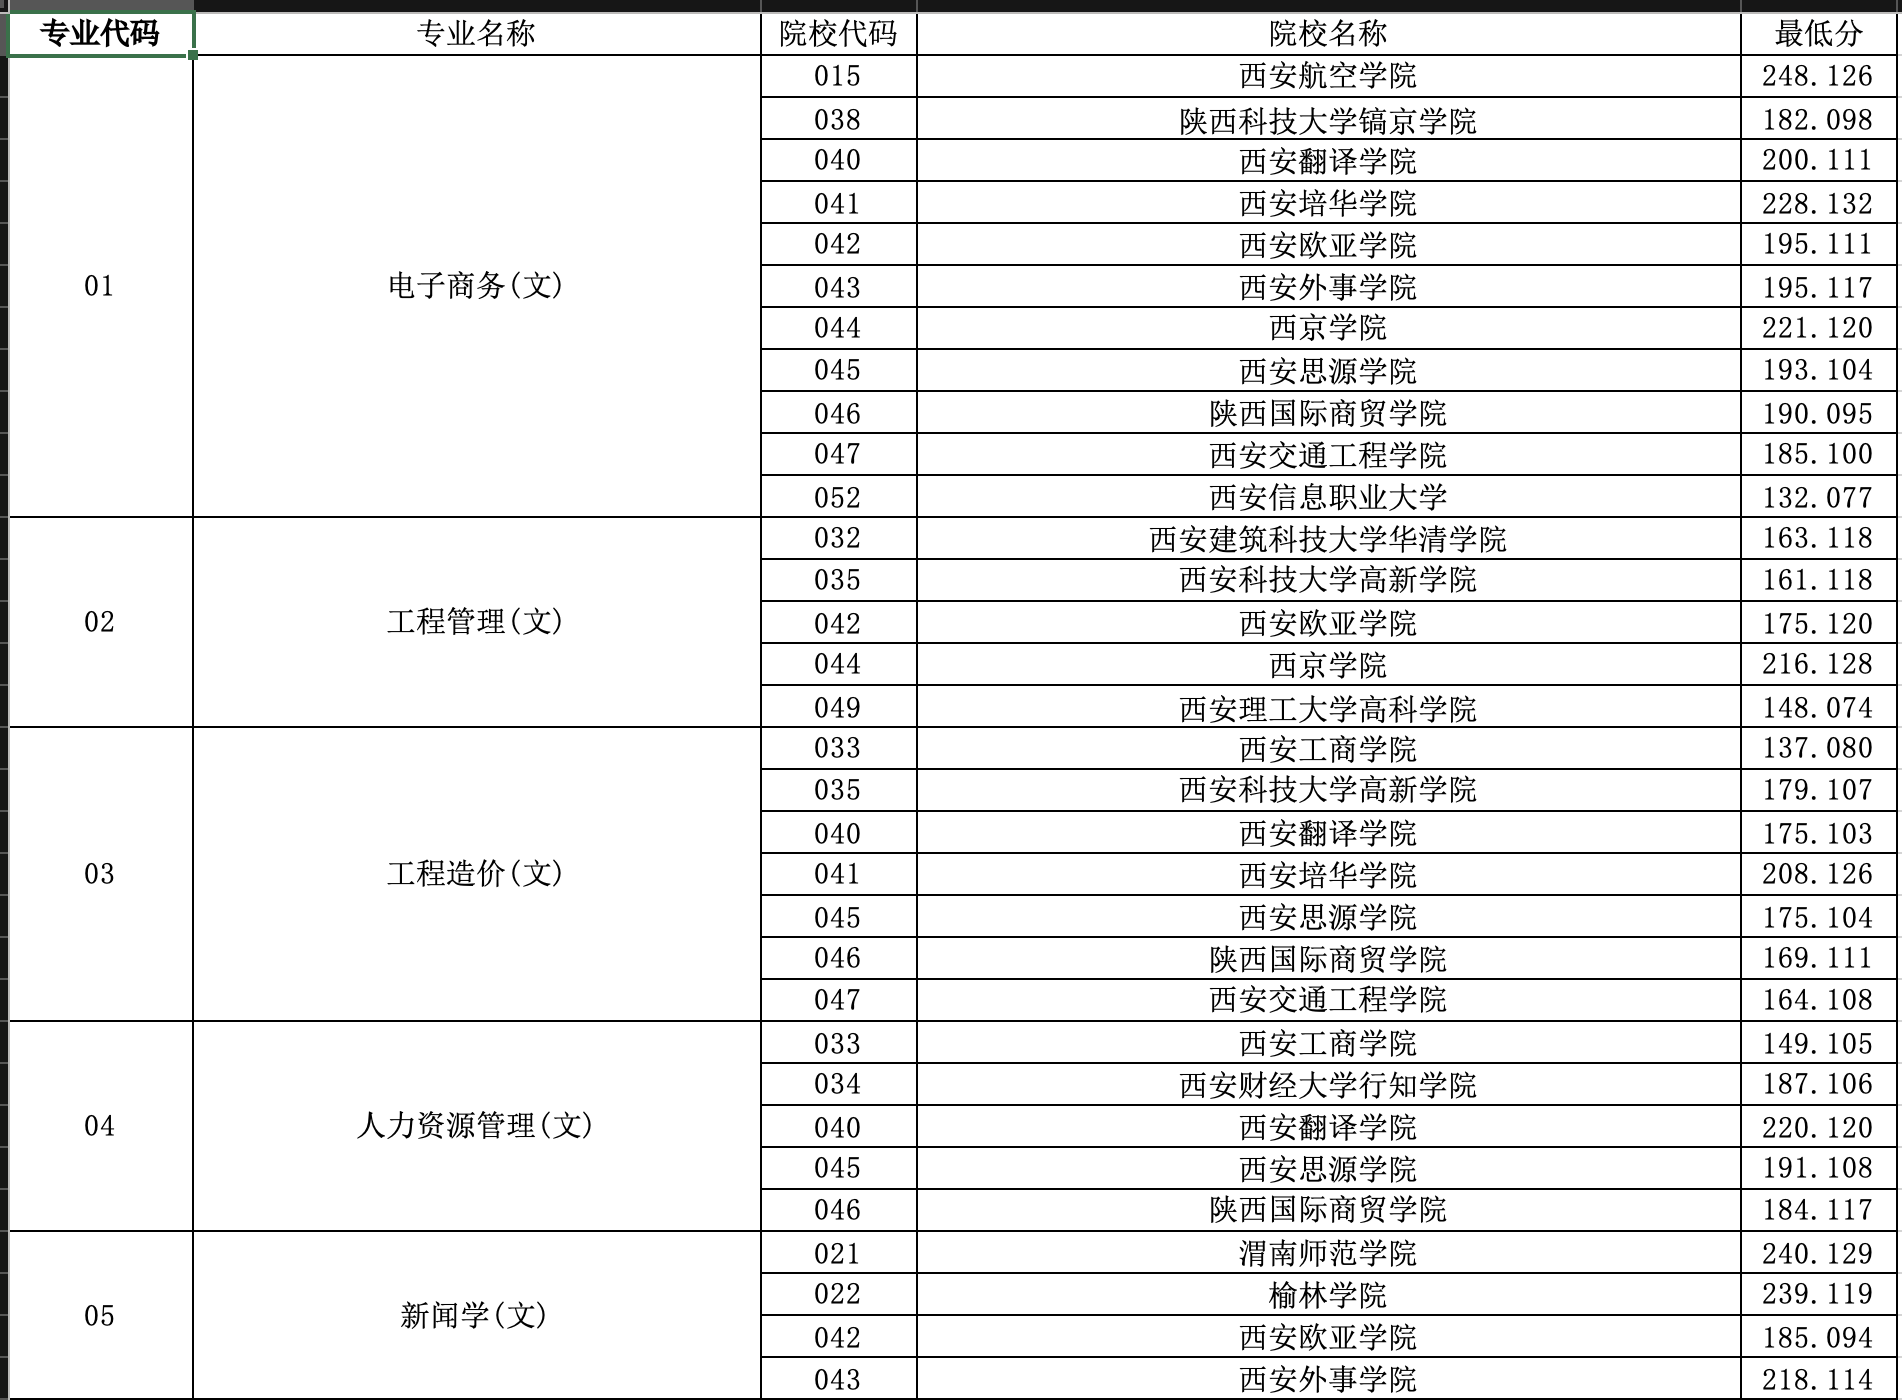 专业代码 专业名称 院校代码 院校名称 最低分
01 电子商务(文) 015 西安航空学院 248.126
038 陕西科技大学镐京学院 182.098
040 西安翻译学院 200.111
041 西安培华学院 228.132
042 西安欧亚学院 195.111
043 西安外事学院 195.117
044 西京学院 221.120
045 西安思源学院 193.104
046 陕西国际商贸学院 190.095
047 西安交通工程学院 185.100
052 西安信息职业大学 132.077
02 工程管理(文) 032 西安建筑科技大学华清学院 163.118
035 西安科技大学高新学院 161.118
042 西安欧亚学院 175.120
044 西京学院 216.128
049 西安理工大学高科学院 148.074
03 工程造价(文) 033 西安工商学院 137.080
035 西安科技大学高新学院 179.107
040 西安翻译学院 175.103
041 西安培华学院 208.126
045 西安思源学院 175.104
046 陕西国际商贸学院 169.111
047 西安交通工程学院 164.108
04 人力资源管理(文) 033 西安工商学院 149.105
034 西安财经大学行知学院 187.106
040 西安翻译学院 220.120
045 西安思源学院 191.108
046 陕西国际商贸学院 184.117
05 新闻学(文) 021 渭南师范学院 240.129
022 榆林学院 239.119
042 西安欧亚学院 185.094
043 西安外事学院 218.114